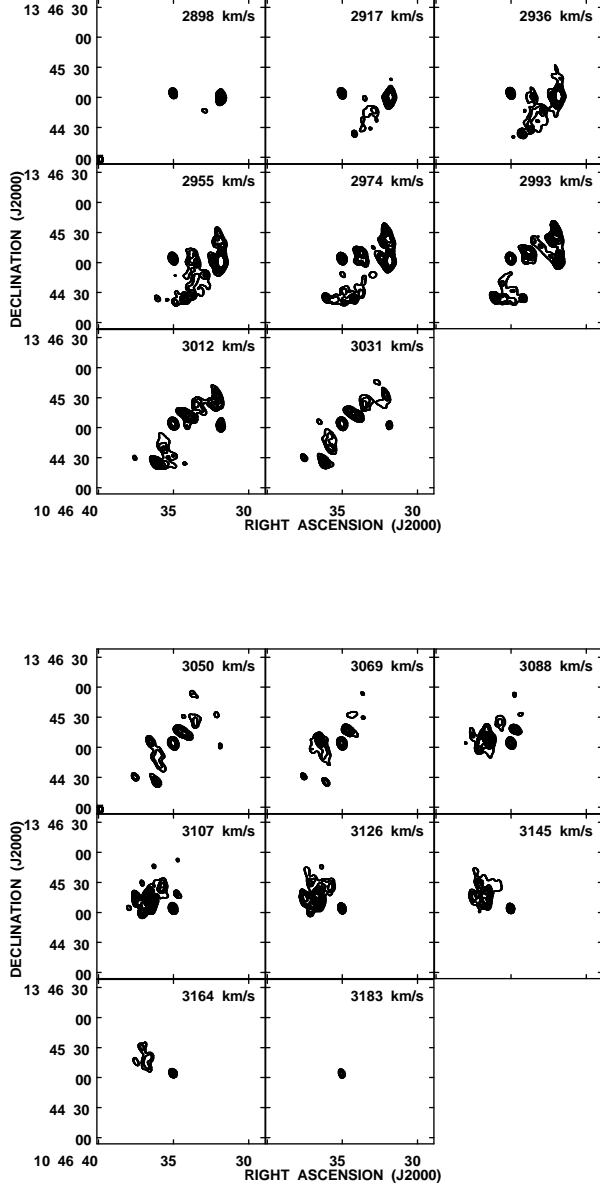 13 46 30
2898 km/s
2917 km/s
2936 km/s
00
45 30
00
44 30
00
DECLINATION (J2000)
13 46 30
2955 km/s
2974 km/s
2993 km/s
00
45 30
00
44 30
00
13 46 30
3012 km/s
3031 km/s
00
45 30
00
44 30
00
10 46 40
35
30
35
30
RIGHT ASCENSION (J2000)
13 46 30
3050 km/s
3069 km/s
3088 km/s
00
45 30
00
44 30
00
DECLINATION (J2000)
13 46 30
3107 km/s
3126 km/s
3145 km/s
00
45 30
00
44 30
00
13 46 30
3164 km/s
3183 km/s
00
45 30
00
44 30
00
10 46 40
35
30
35
30
RIGHT ASCENSION (J2000)